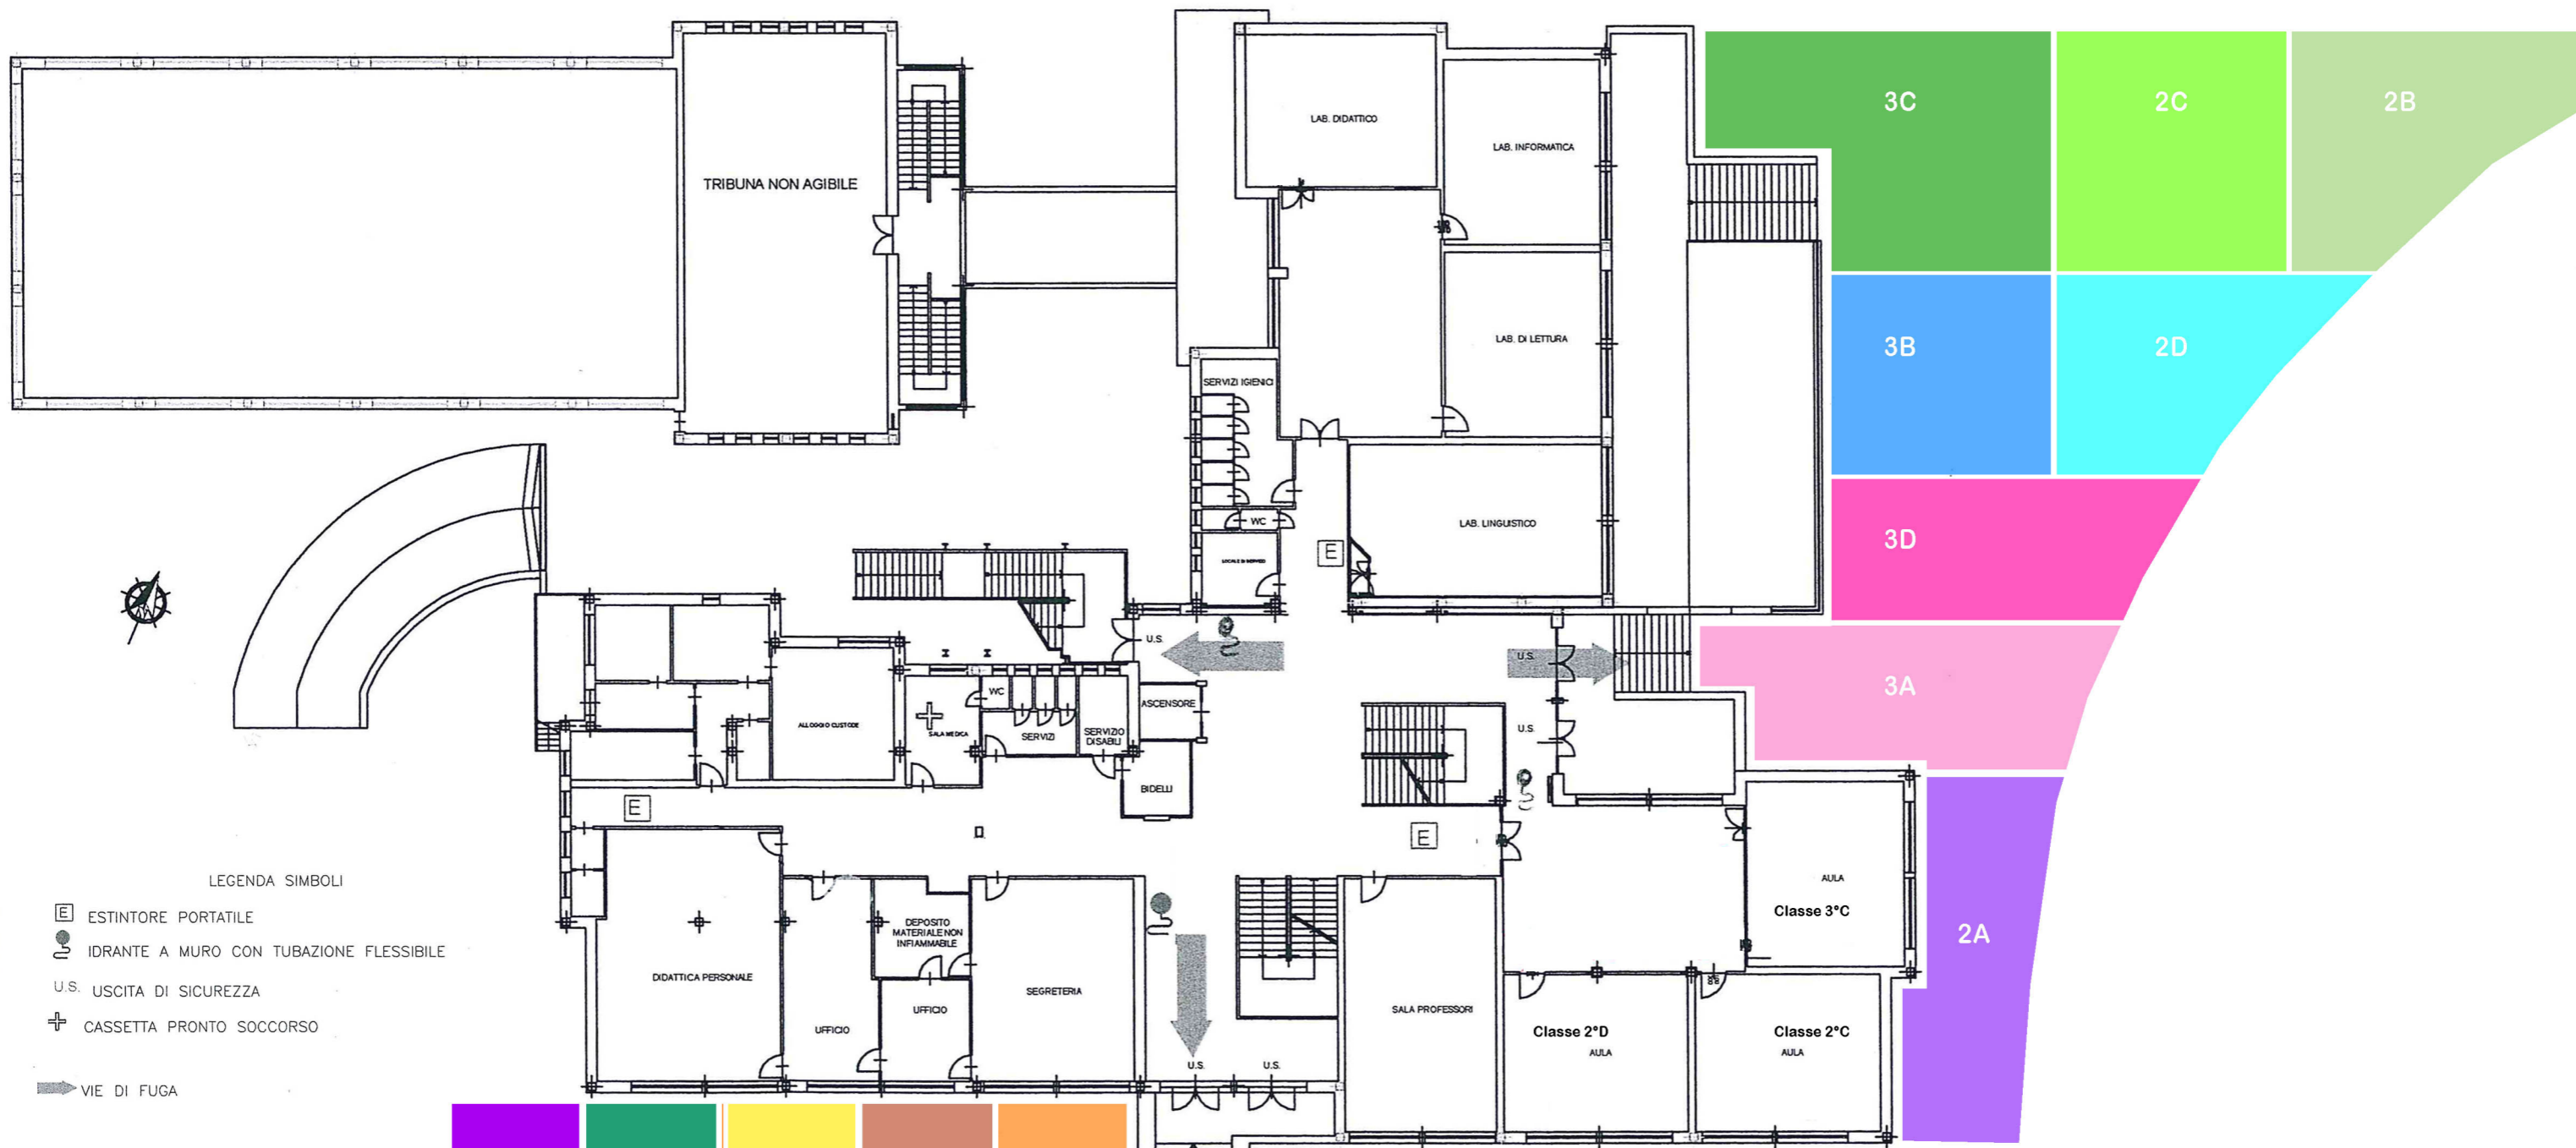 3C
2C
2B
LAB. DIDATTICO
LAB. INFORMATICA
TRIBUNA NON AGIBILE
LAB. DI LETTURA
3B
2D
SERVIZI IGIENICI
WC
LAB. LINGUISTICO
3D
E
LOCALE DI SERVIZIO
U.S.
U.S.
3A
WC
ASCENSORE
ALLOGGIO CUSTODE
SALA MEDICA
SERVIZI
SERVIZIO
DISABILI
U.S.
BIDELLI
E
E
LEGENDA SIMBOLI
E ESTINTORE PORTATILE
IDRANTE A MURO CON TUBAZIONE FLESSIBILE
U.S. USCITA DI SICUREZZA
CASSETTA PRONTO SOCCORSO
VIE DI FUGA
AULA
Classe 3°C
2A
DEPOSITO
MATERIALE NON
INFIAMMABILE
DIDATTICA PERSONALE
SEGRETERIA
UFFICIO
SALA PROFESSORI
UFFICIO
Classe 2°D
AULA
Classe 2°C
AULA
U.S.
U.S.